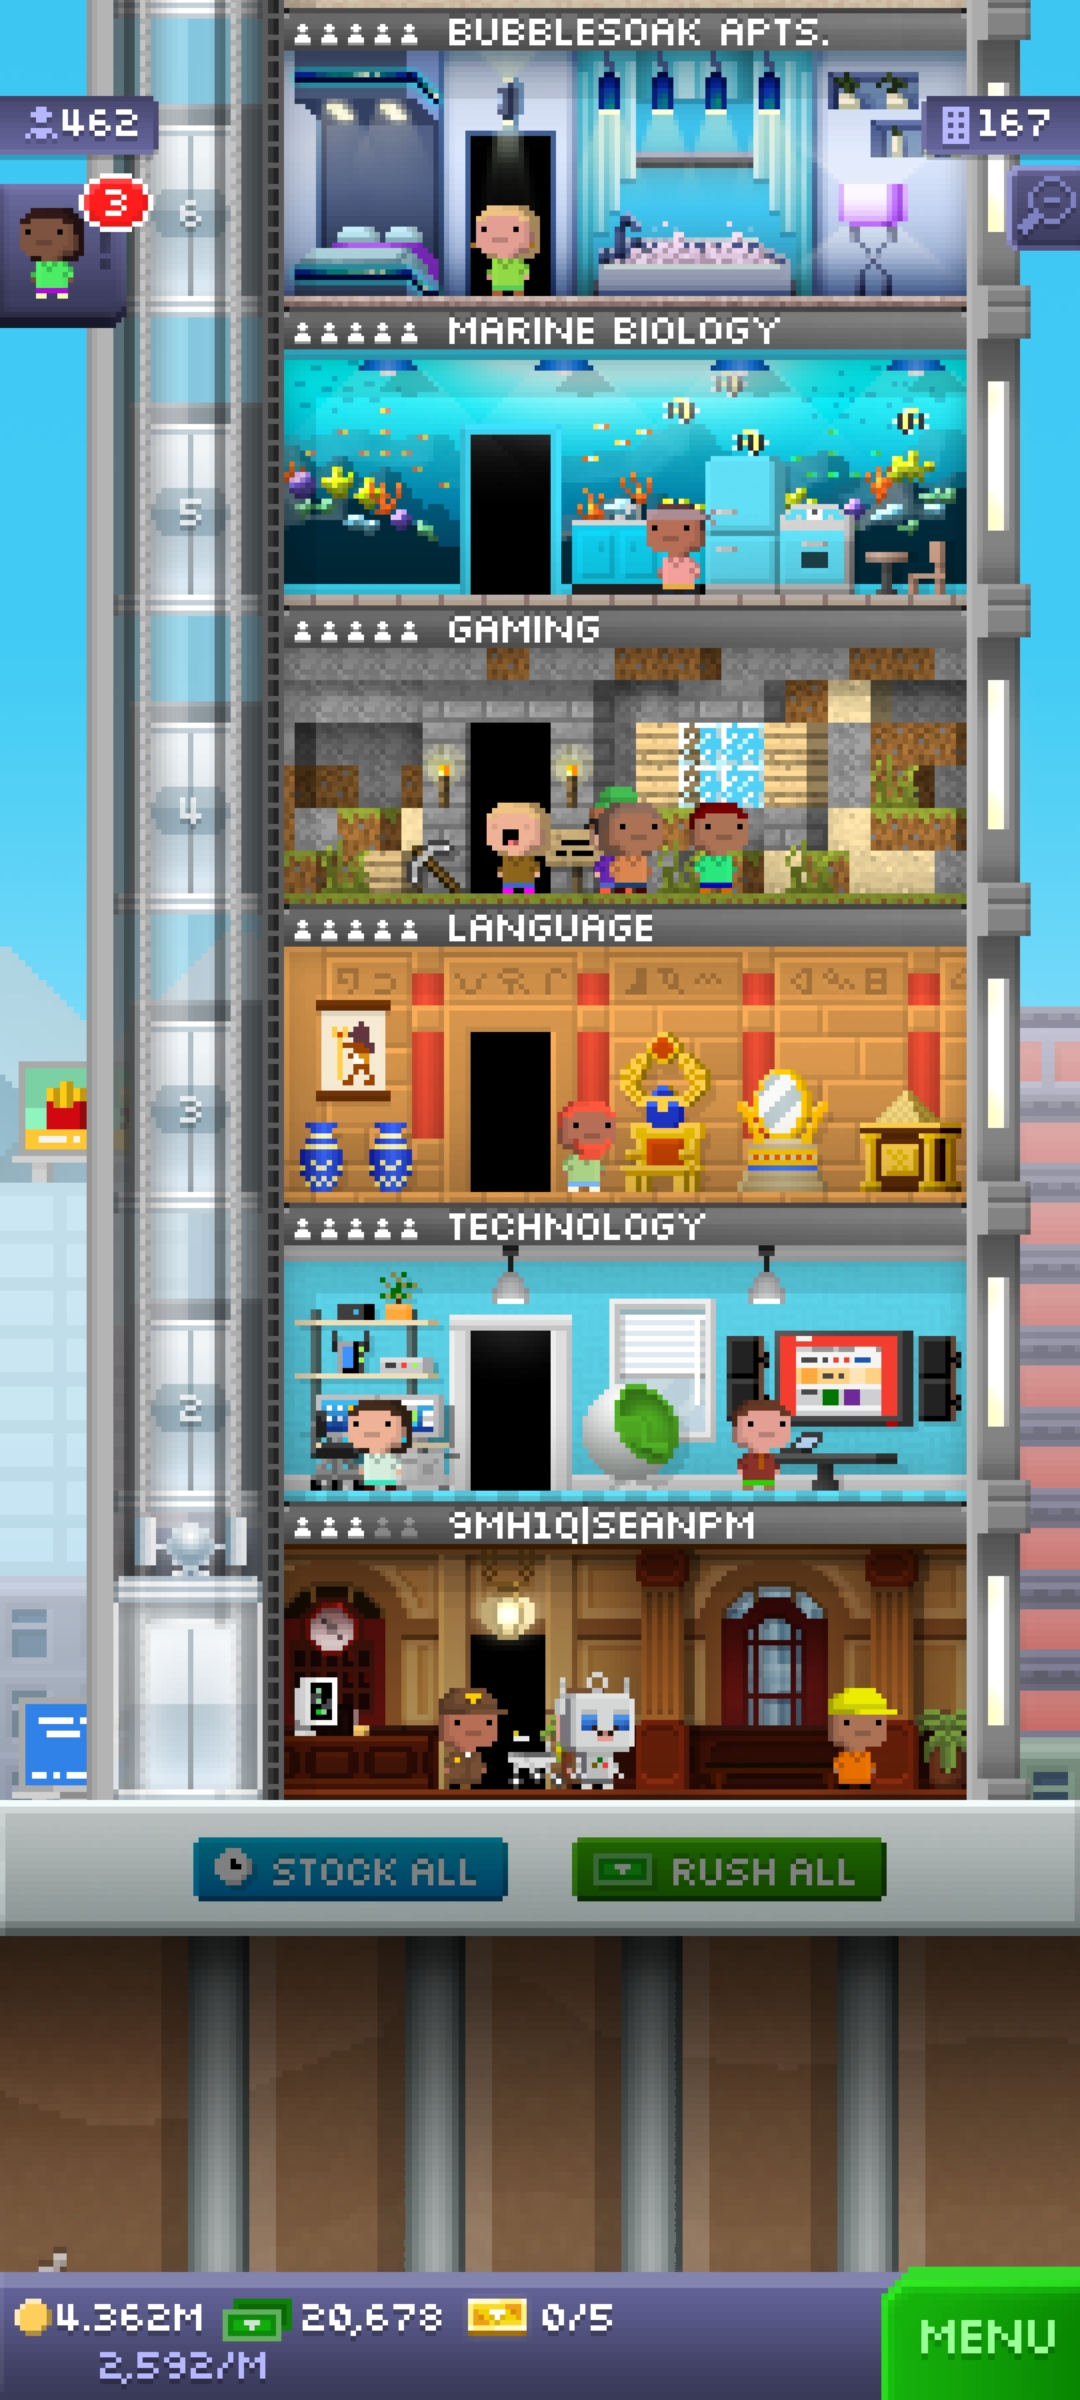 BUBBLESOAK APTS.
462
167
3
6
MARINE BIOLOGY
5
GAMING
4
LANGUAGE
3
TECHNOLOGY
2
9MH1Q|SEANPM
STOCK ALL
RUSH ALL
4.362M 20,678 0/5
2,592/M
MENU